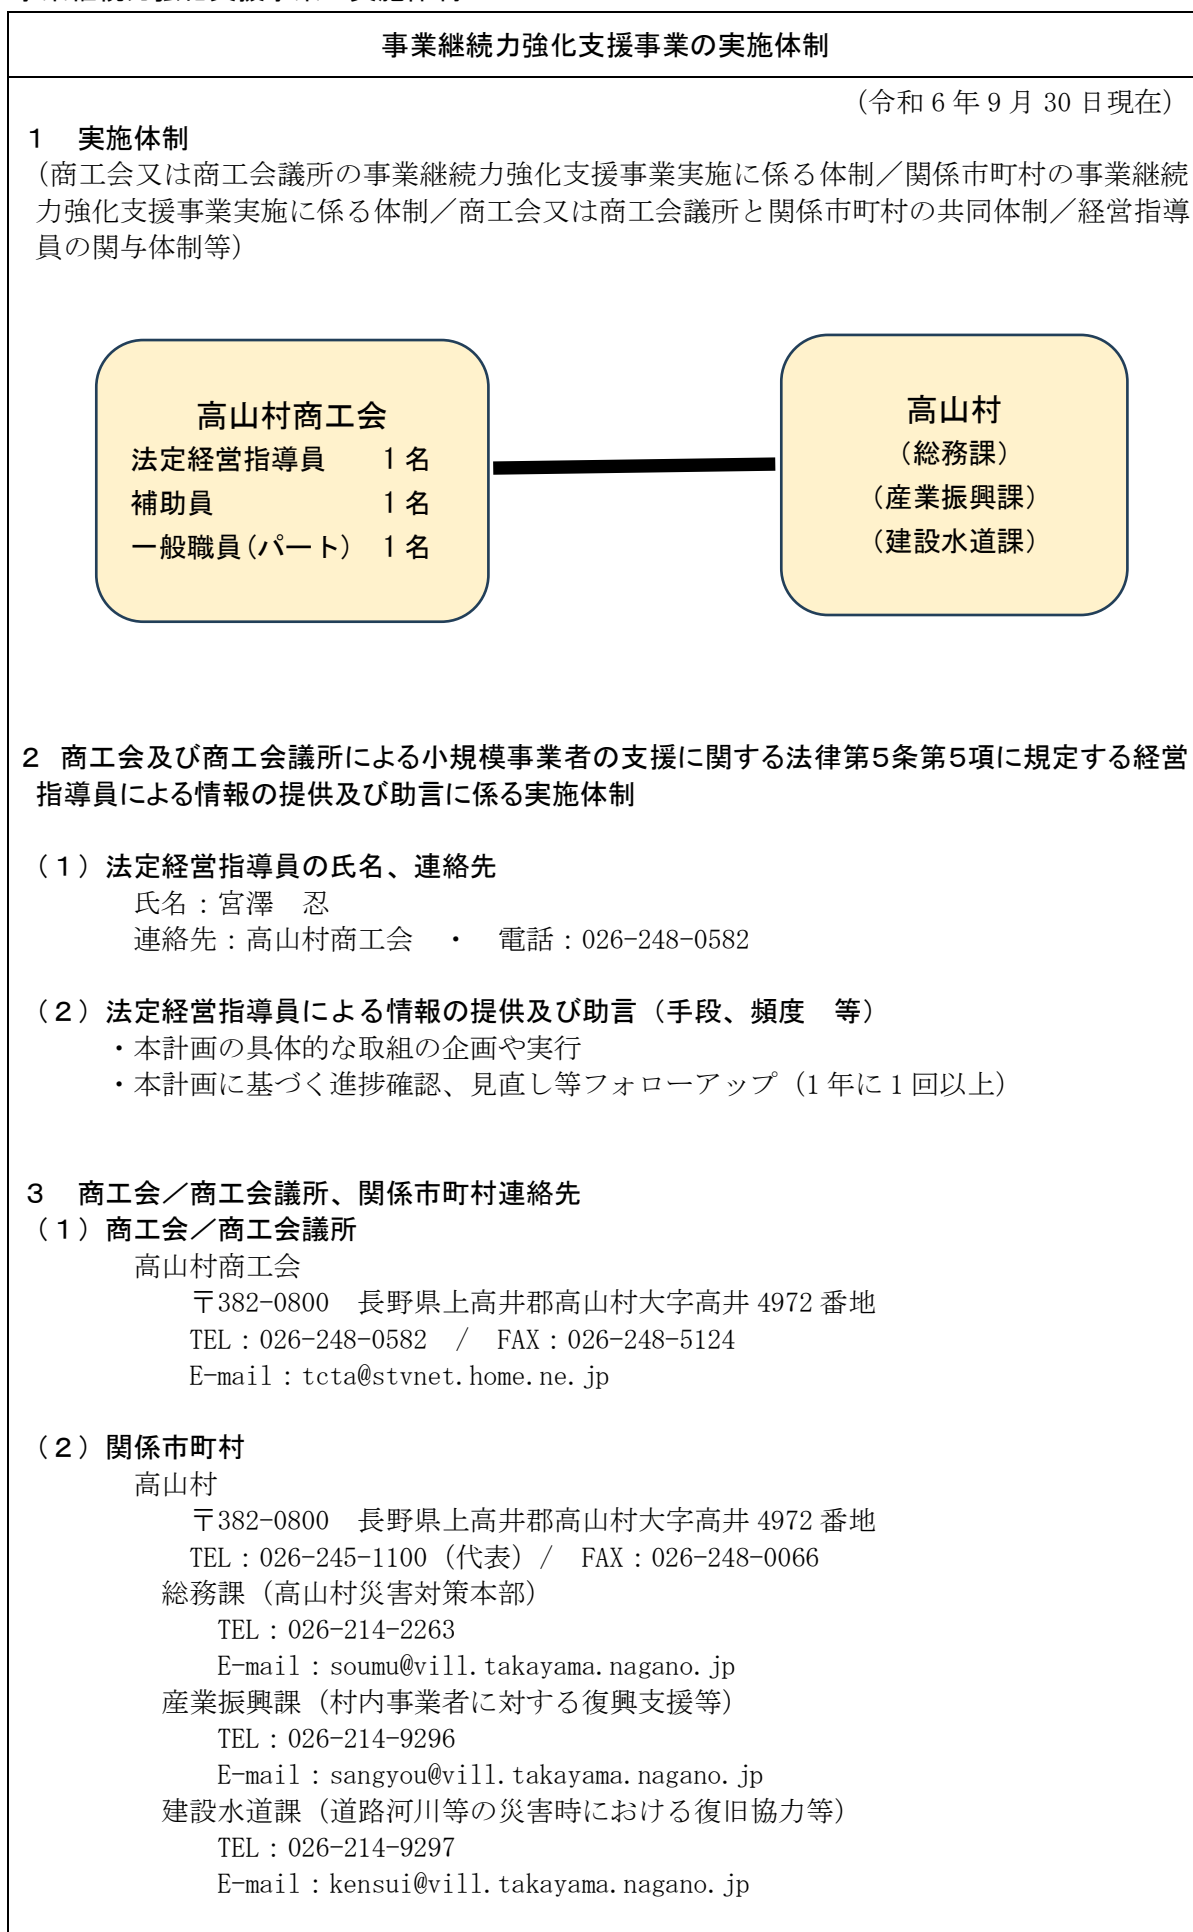 事業継続力強化支援事業の実施体制
（令和 6 年 9 月 30 日現在）
１　実施体制
（商工会又は商工会議所の事業継続力強化支援事業実施に係る体制／関係市町村の事業継続
力強化支援事業実施に係る体制／商工会又は商工会議所と関係市町村の共同体制／経営指導
員の関与体制等）
高山村商工会
法定経営指導員　　1 名
補助員　　1 名
一般職員（パート）　1 名
高山村
（総務課）
（産業振興課）
（建設水道課）
２　商工会及び商工会議所による小規模事業者の支援に関する法律第５条第５項に規定する経営
指導員による情報の提供及び助言に係る実施体制
（１）法定経営指導員の氏名、連絡先
氏名：宮澤　忍
連絡先：高山村商工会　・　電話：026-248-0582
（２）法定経営指導員による情報の提供及び助言（手段、頻度　等）
・本計画の具体的な取組の企画や実行
・本計画に基づく進捗確認、見直し等フォローアップ（1 年に 1 回以上）
３　商工会／商工会議所、関係市町村連絡先
（１）商工会／商工会議所
高山村商工会
〒382-0800　長野県上高井郡高山村大字高井 4972 番地
TEL：026-248-0582　/　FAX：026-248-5124
E-mail：tcta@stvnet.home.ne.jp
（２）関係市町村
高山村
〒382-0800　長野県上高井郡高山村大字高井 4972 番地
TEL：026-245-1100（代表）/　FAX：026-248-0066
総務課（高山村災害対策本部）
TEL：026-214-2263
E-mail：soumu@vill.takayama.nagano.jp
産業振興課（村内事業者に対する復興支援等）
TEL：026-214-9296
E-mail：sangyou@vill.takayama.nagano.jp
建設水道課（道路河川等の災害時における復旧協力等）
TEL：026-214-9297
E-mail：kensui@vill.takayama.nagano.jp